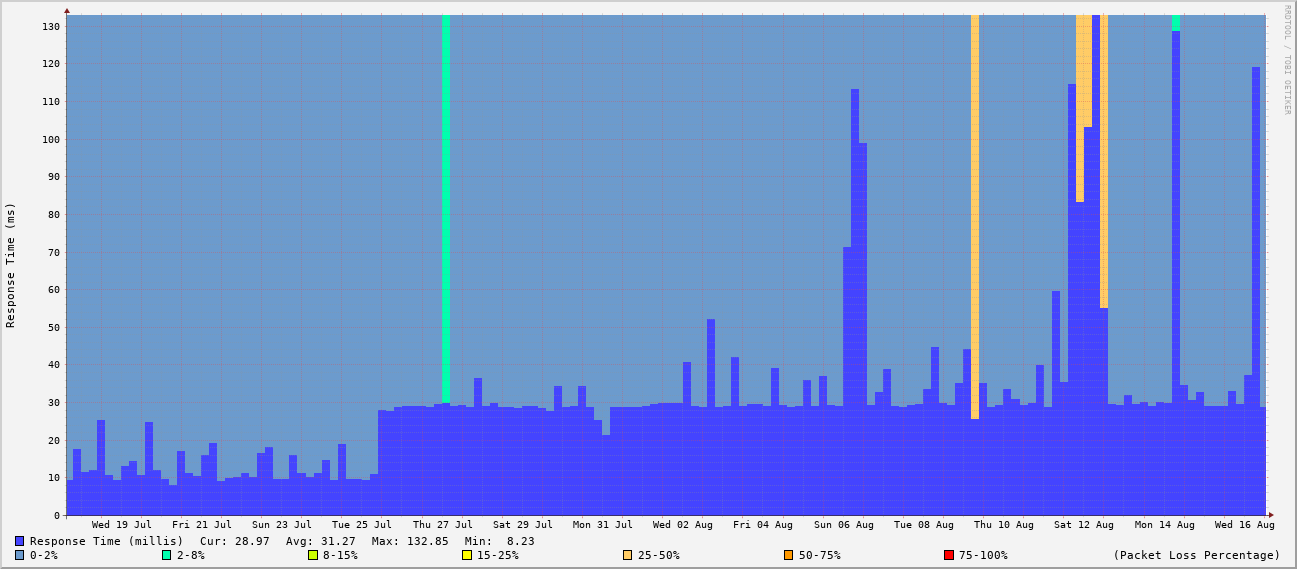 130
120
110
100
90
80
70
60
50
40
30
20
10
0
Response Time (ms)
RRDTOOL / TOBI OETIKER
Wed 19 Jul Fri 21 Jul Sun 23 Jul Tue 25 Jul Thu 27 Jul Sat 29 Jul Mon 31 Jul Wed 02 Aug Fri 04 Aug Sun 06 Aug Tue 08 Aug Thu 10 Aug Sat 12 Aug Mon 14 Aug Wed 16 Aug
Response Time (millis) Cur: 28.97 Avg: 31.27 Max: 132.85 Min: 8.23
0-2% 2-8% 8-15% 15-25% 25-50% 50-75% 75-100% (Packet Loss Percentage)